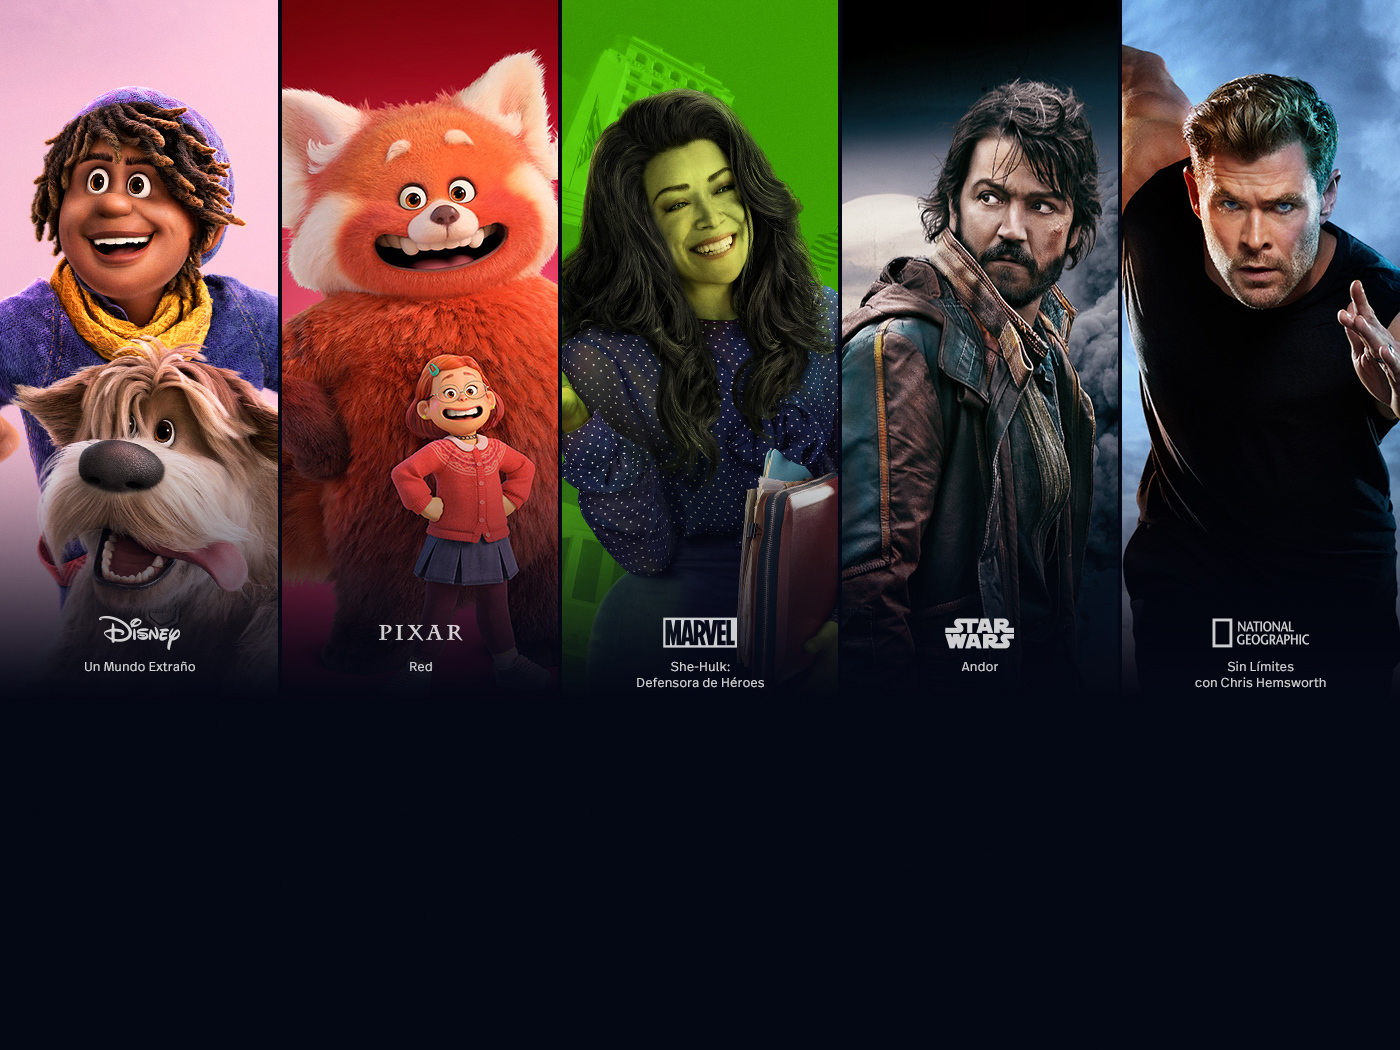 Disney
Un Mundo Extraño
PIXAR
Red
MARVEL
She-Hulk:
Defensora de Héroes
STAR
WARS
Andor
NATIONAL
GEOGRAPHIC
Sin Límites
con Chris Hemsworth